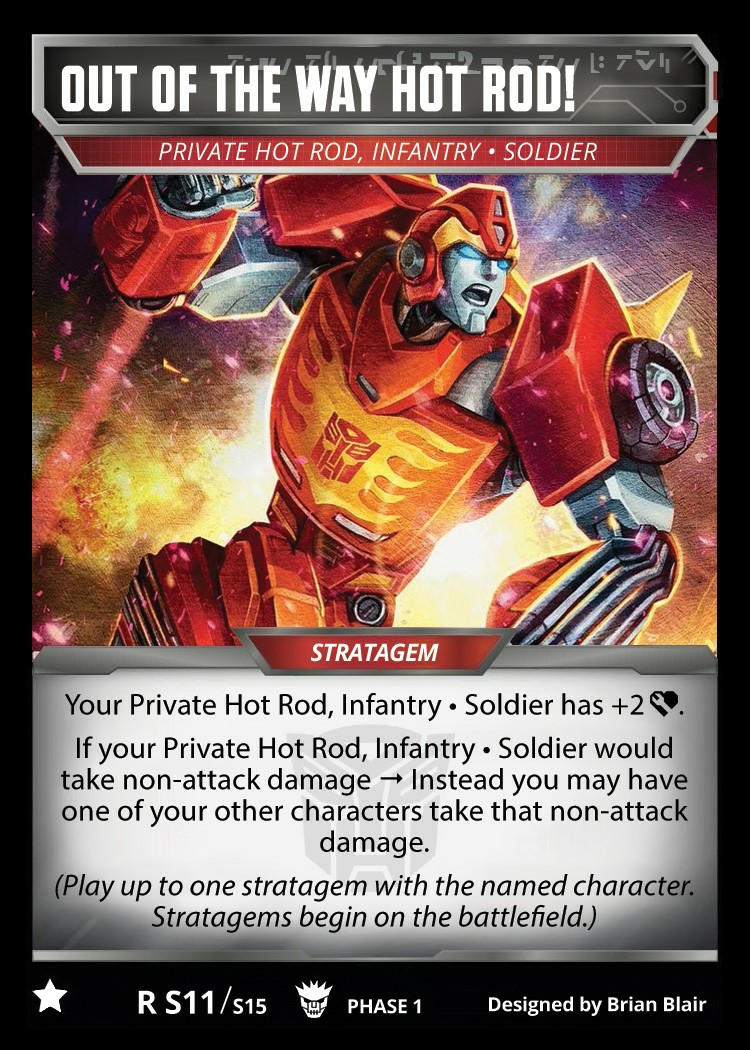 OUT OF THE WAY HOT ROD!
PRIVATE HOT ROD, INFANTRY • SOLDIER
STRATAGEM
Your Private Hot Rod, Infantry • Soldier has +2.
If your Private Hot Rod, Infantry • Soldier would
take non-attack damage → Instead you may have
one of your other characters take that non-attack
damage.
(Play up to one stratagem with the named character.
Stratagems begin on the battlefield.)
R S11/S15 PHASE 1 Designed by Brian Blair